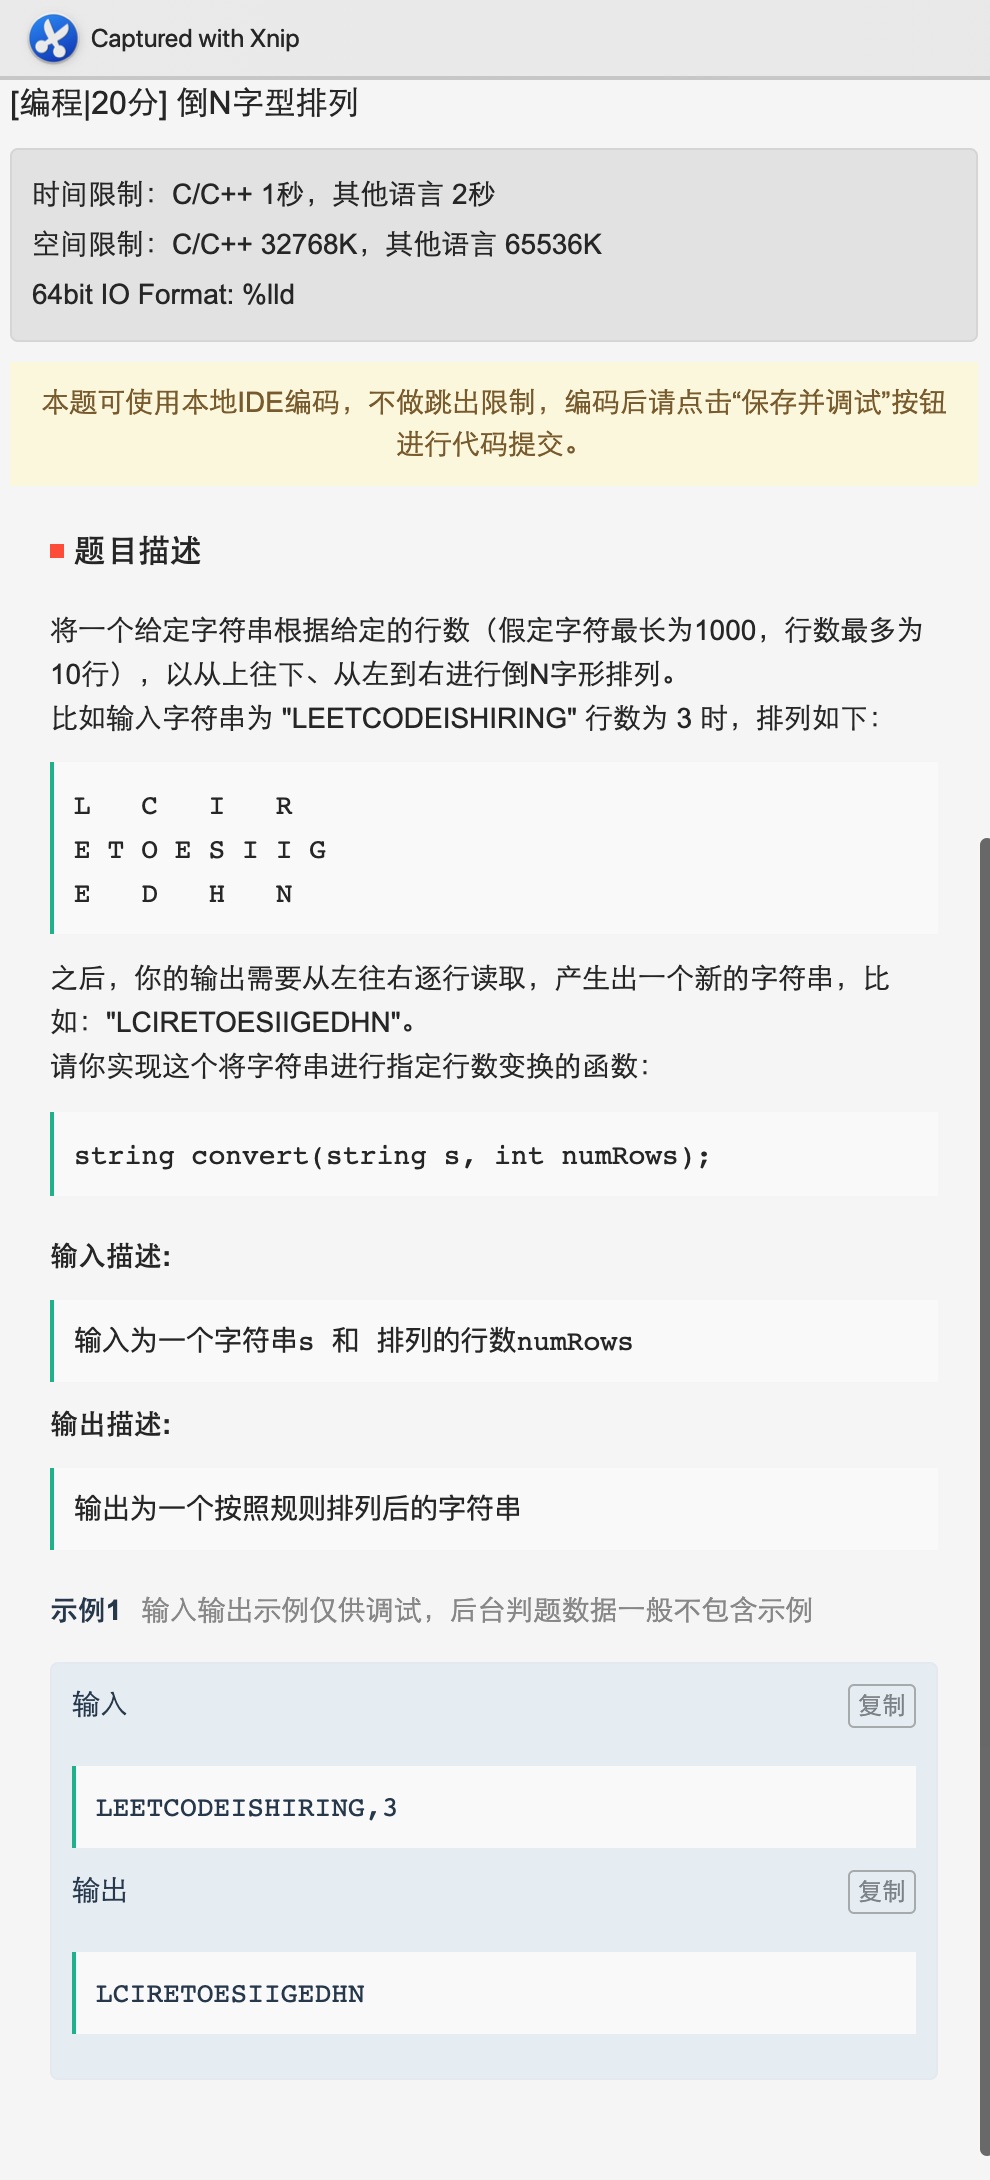 Captured with Xnip
[编程|20分] 倒N字型排列
时间限制：C/C++ 1秒，其他语言 2秒
空间限制：C/C++ 32768K，其他语言 65536K
64bit IO Format: %lld
本题可使用本地IDE编码，不做跳出限制，编码后请点击“保存并调试”按钮
进行代码提交。
题目描述
将一个给定字符串根据给定的行数（假定字符最长为1000，行数最多为
10行），以从上往下、从左到右进行倒N字形排列。
比如输入字符串为 "LEETCODEISHIRING" 行数为 3 时，排列如下：
L   C   I   R
E T O E S I I G
E   D   H   N
之后，你的输出需要从左往右逐行读取，产生出一个新的字符串，比
如："LCIRETOESIIGEDHN"。
请你实现这个将字符串进行指定行数变换的函数：
string convert(string s, int numRows);
输入描述:
输入为一个字符串s 和 排列的行数numRows
输出描述:
输出为一个按照规则排列后的字符串
示例1 输入输出示例仅供调试，后台判题数据一般不包含示例
输入 复制
LEETCODEISHIRING,3
输出 复制
LCIRETOESIIGEDHN